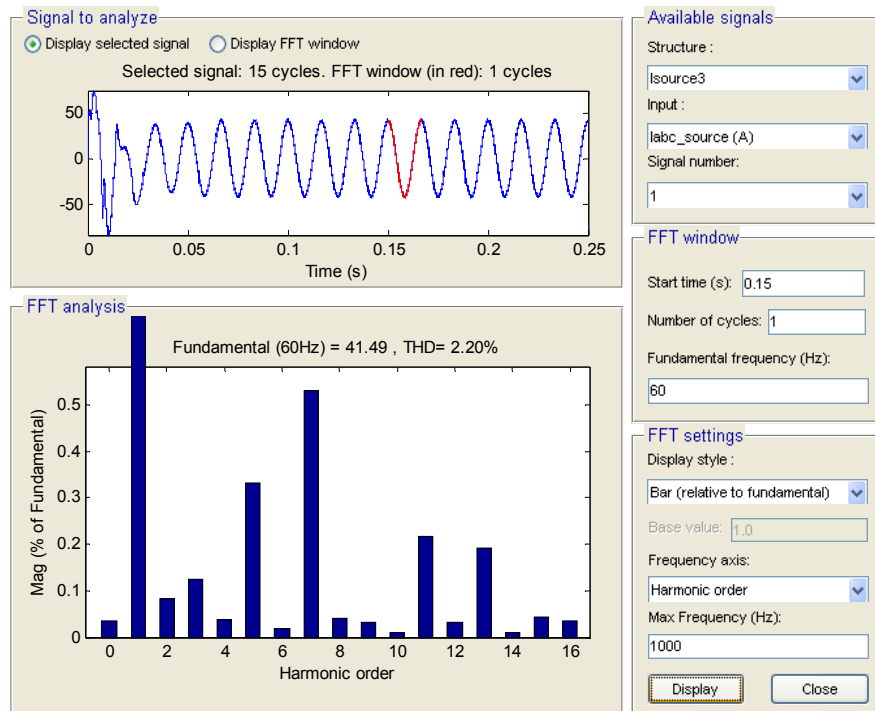 Signal to analyze
Display selected signal Display FFT window
Selected signal: 15 cycles. FFT window (in red): 1 cycles
50
0
-50
0 0.05 0.1 0.15 0.2 0.25
Time (s)
FFT analysis
Fundamental (60Hz) = 41.49 , THD= 2.20%
Mag (% of Fundamental)
0.5
0.4
0.3
0.2
0.1
0
0 2 4 6 8 10 12 14 16
Harmonic order
Available signals
Structure :
Isource3
Input :
Iabc_source (A)
Signal number:
1
FFT window
Start time (s): 0.15
Number of cycles: 1
Fundamental frequency (Hz):
60
FFT settings
Display style :
Bar (relative to fundamental)
Base value: 1.0
Frequency axis:
Harmonic order
Max Frequency (Hz):
1000
Display Close